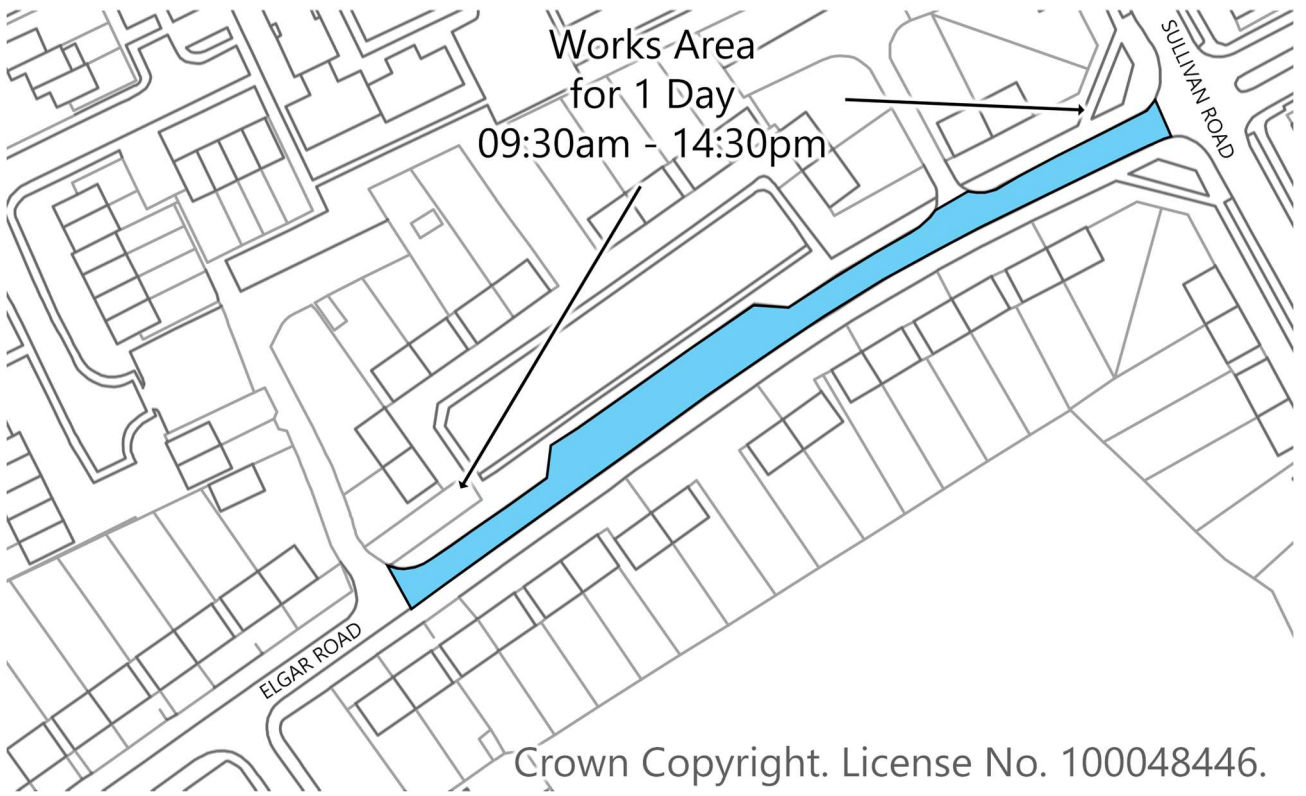 Works Area
for 1 Day
09:30am - 14:30pm
SULLIVAN ROAD
ELGAR ROAD
Crown Copyright. License No. 100048446.